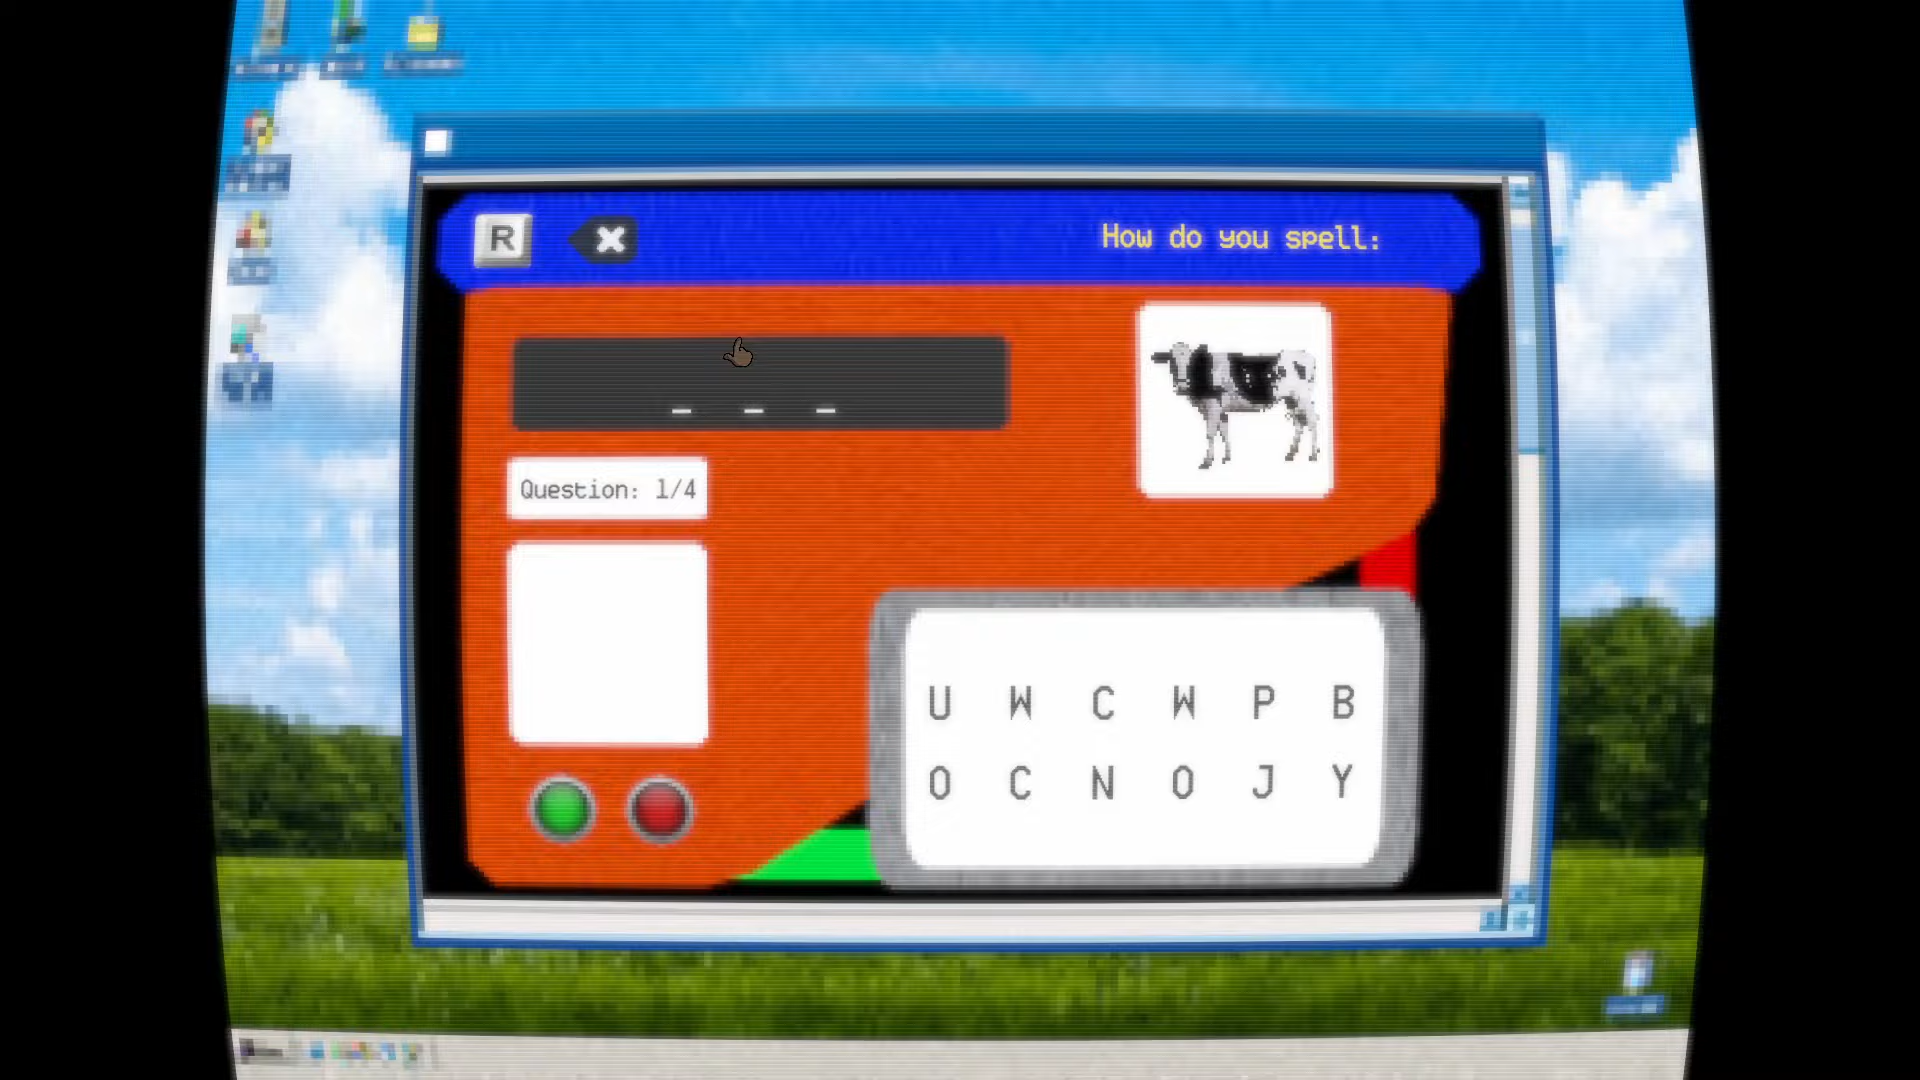 R
How do you spell:
_ _ _
Question: 1/4
U W C W P B
O C N O J Y